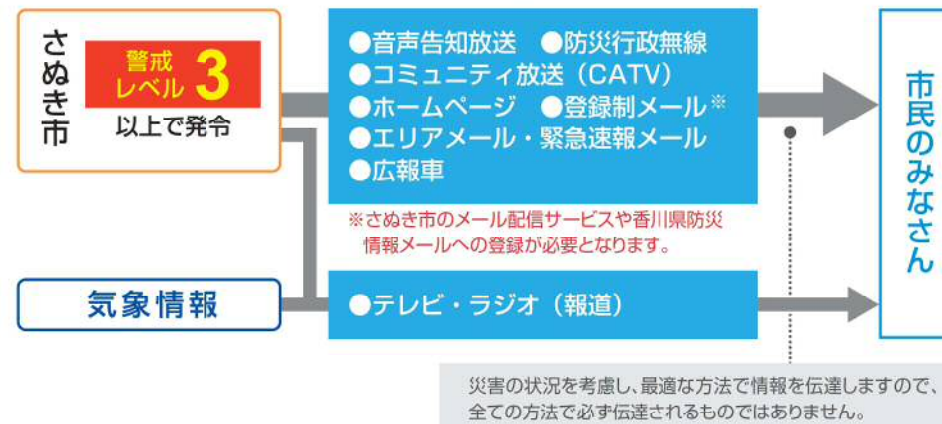 さぬき市
警戒
レベル 3
以上で発令
●音声告知放送 ●防災行政無線
●コミュニティ放送（CATV）
●ホームページ ●登録制メール※
●エリアメール・緊急速報メール
●広報車
※さぬき市のメール配信サービスや香川県防災
情報メールへの登録が必要となります。
気象情報
●テレビ・ラジオ（報道）
市民のみなさん
災害の状況を考慮し、最適な方法で情報を伝達しますので、
全ての方法で必ず伝達されるものではありません。